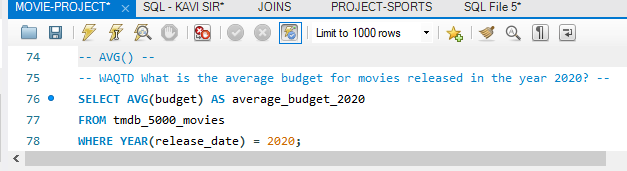 MOVIE-PROJECT* SQL - KAVI SIR* JOINS PROJECT-SPORTS SQL File 5*
Limit to 1000 rows
74 -- AVG() --
75 -- WAQTD What is the average budget for movies released in the year 2020? --
76 SELECT AVG(budget) AS average_budget_2020
77 FROM tmdb_5000_movies
78 WHERE YEAR(release_date) = 2020;